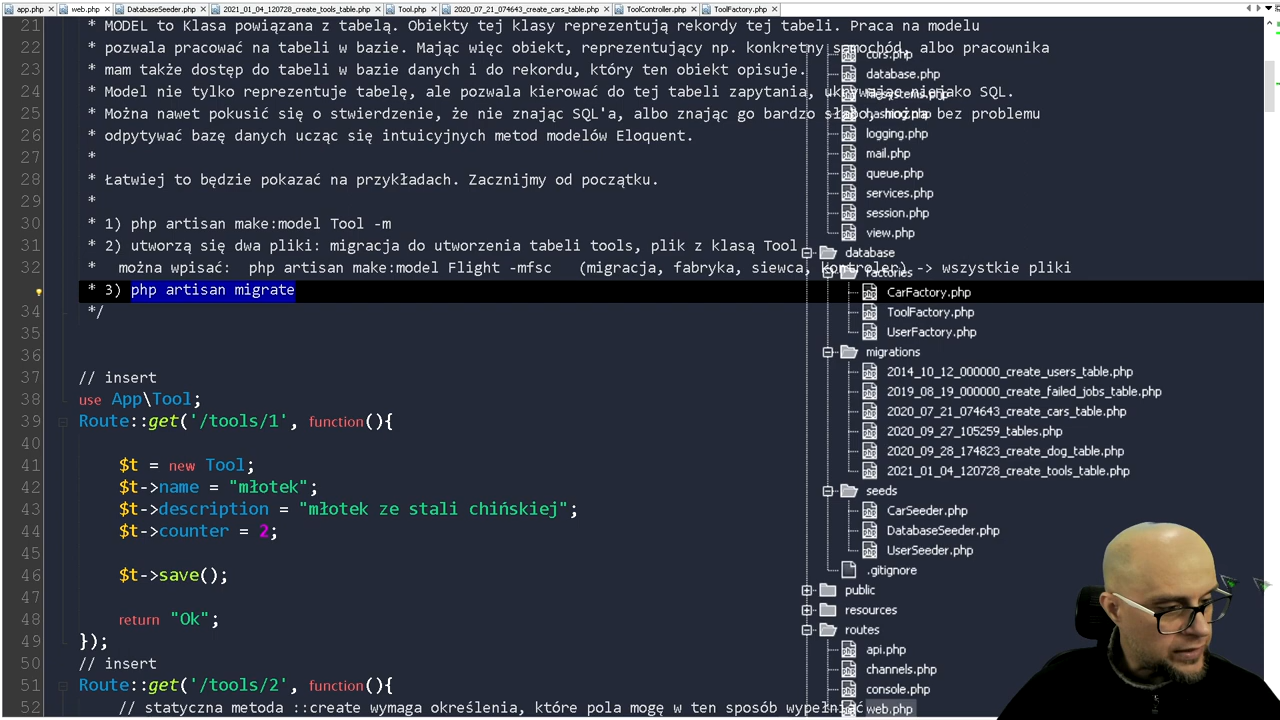 app.php
web.php
DatabaseSeeder.php
2021_01_04_120728_create_tools_table.php
Tool.php
2020_07_21_074643_create_cars_table.php
ToolController.php
ToolFactory.php
21 * MODEL to Klasa powiązana z tabelą. Obiekty tej klasy reprezentują rekordy tej tabeli. Praca na modelu
22 * pozwala pracować na tabeli w bazie. Mając więc obiekt, reprezentujący np. konkretny samochód, albo pracownika
23 * mam także dostęp do tabeli w bazie danych i do rekordu, który ten obiekt opisuje.
24 * Model nie tylko reprezentuje tabelę, ale pozwala kierować do tej tabeli zapytania, używając niejako SQL.
25 * Można nawet pokusić się o stwierdzenie, że nie znając SQL'a, albo znając go bardzo słabo, można bez problemu
26 * odpytywać bazę danych ucząc się intuicyjnych metod modelów Eloquent.
27 *
28 * Łatwiej to będzie pokazać na przykładach. Zacznijmy od początku.
29 *
30 * 1) php artisan make:model Tool -m
31 * 2) utworzą się dwa pliki: migracja do utworzenia tabeli tools, plik z klasą Tool
32 * można wpisać: php artisan make:model Flight -mfsc (migracja, fabryka, siewca, kontroler) -> wszystkie pliki
* 3) php artisan migrate
34 */
35
36
37 // insert
38 use App\Tool;
39 Route::get('/tools/1', function(){
40
41 $t = new Tool;
42 $t->name = "młotek";
43 $t->description = "młotek ze stali chińskiej";
44 $t->counter = 2;
45
46 $t->save();
47
48 return "Ok";
49 });
50 // insert
51 Route::get('/tools/2', function(){
52 // statyczna metoda ::create wymaga określenia, które pola mogę w ten sposób wypełniać
cors.php
database.php
filesystems.php
hashing.php
logging.php
mail.php
queue.php
services.php
session.php
view.php
database
factories
CarFactory.php
ToolFactory.php
UserFactory.php
migrations
2014_10_12_000000_create_users_table.php
2019_08_19_000000_create_failed_jobs_table.php
2020_07_21_074643_create_cars_table.php
2020_09_27_105259_tables.php
2020_09_28_174823_create_dog_table.php
2021_01_04_120728_create_tools_table.php
seeds
CarSeeder.php
DatabaseSeeder.php
UserSeeder.php
.gitignore
public
resources
routes
api.php
channels.php
console.php
web.php